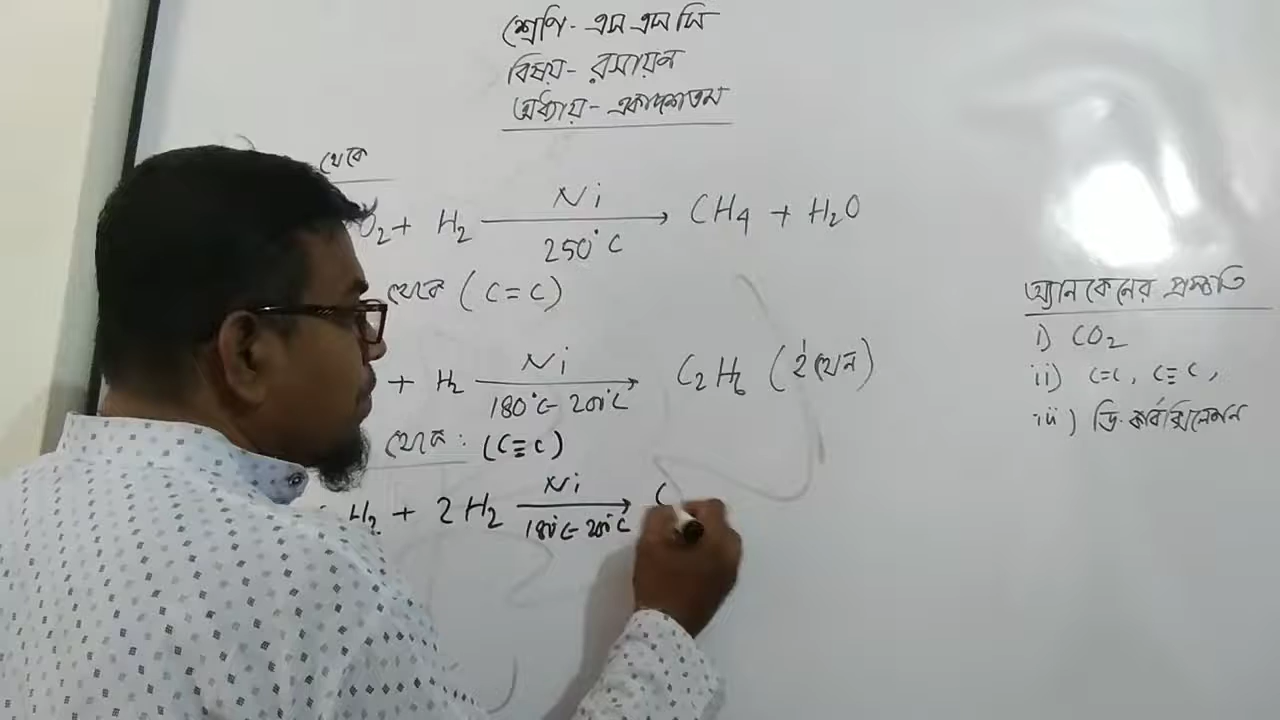 শ্রেণি - এস এস সি
বিষয় - রসায়ন
অধ্যায় - একাদশতম
থেকে
O2 + H2 Ni 250°C → CH4 + H2O
থেকে (C=C)
+ H2 Ni 180°C-200°C → C2H6 (ইথেন)
থেকে : (C≡C)
H2 + 2H2 Ni 180°C-200°C → C
অ্যালকেনের প্রস্তুতি
i) CO2
ii) C=C, C≡C,
iii) ডি-কার্বক্সিলেশন